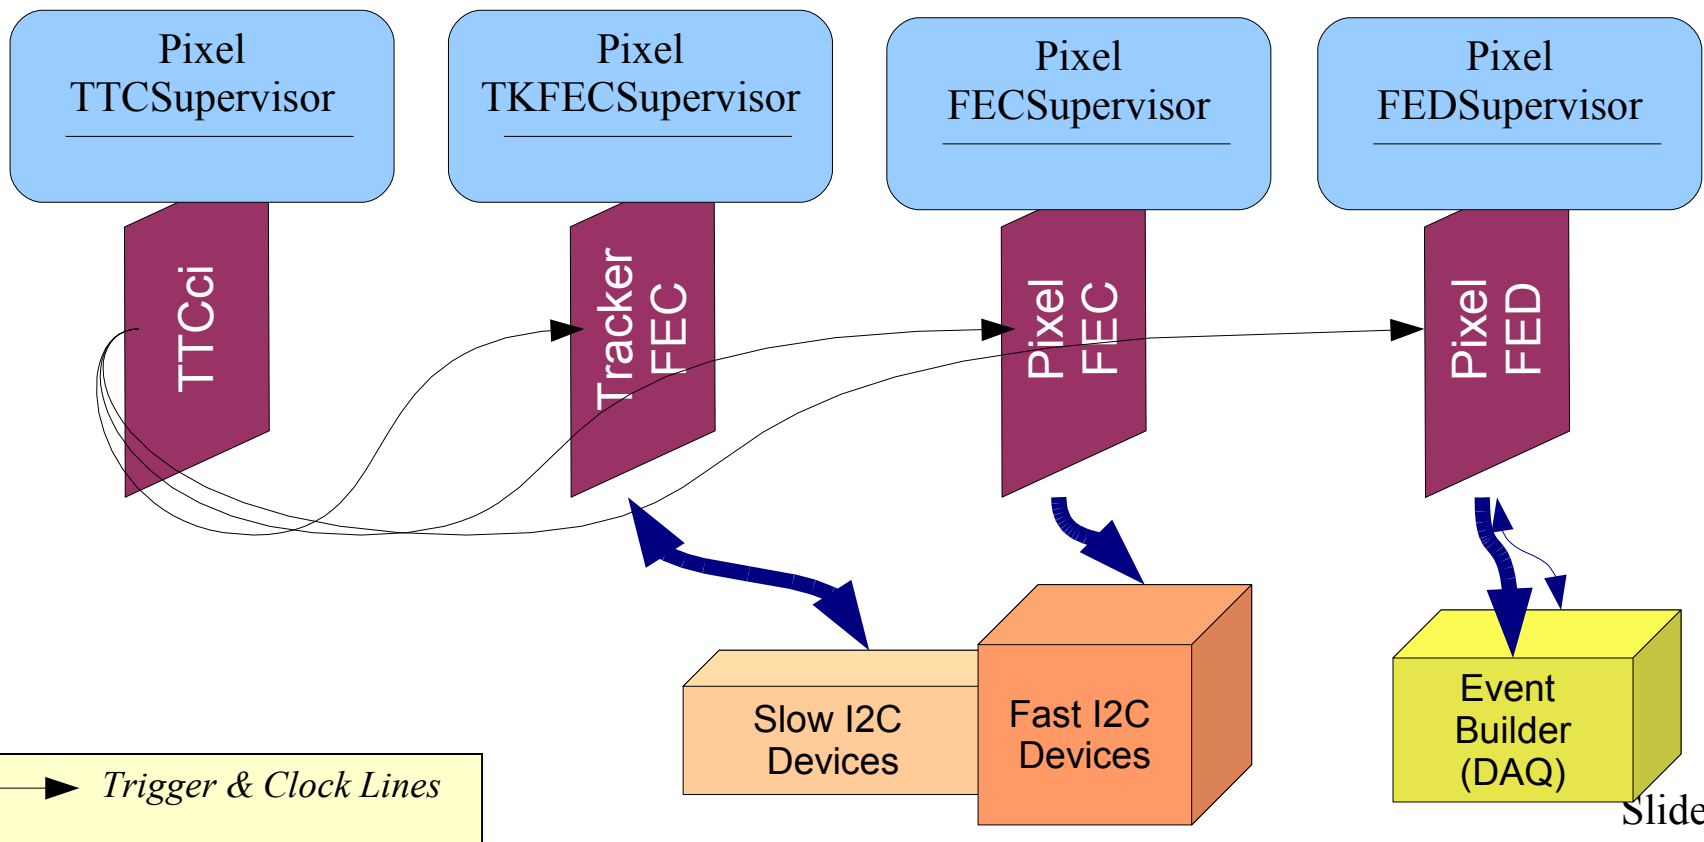 Pixel
TTCSupervisor
Pixel
TKFECSupervisor
Pixel
FECSupervisor
Pixel
FEDSupervisor
TTCci
Tracker
FEC
Pixel
FEC
Pixel
FED
Slow I2C
Devices
Fast I2C
Devices
Event
Builder
(DAQ)
Trigger & Clock Lines
Slide